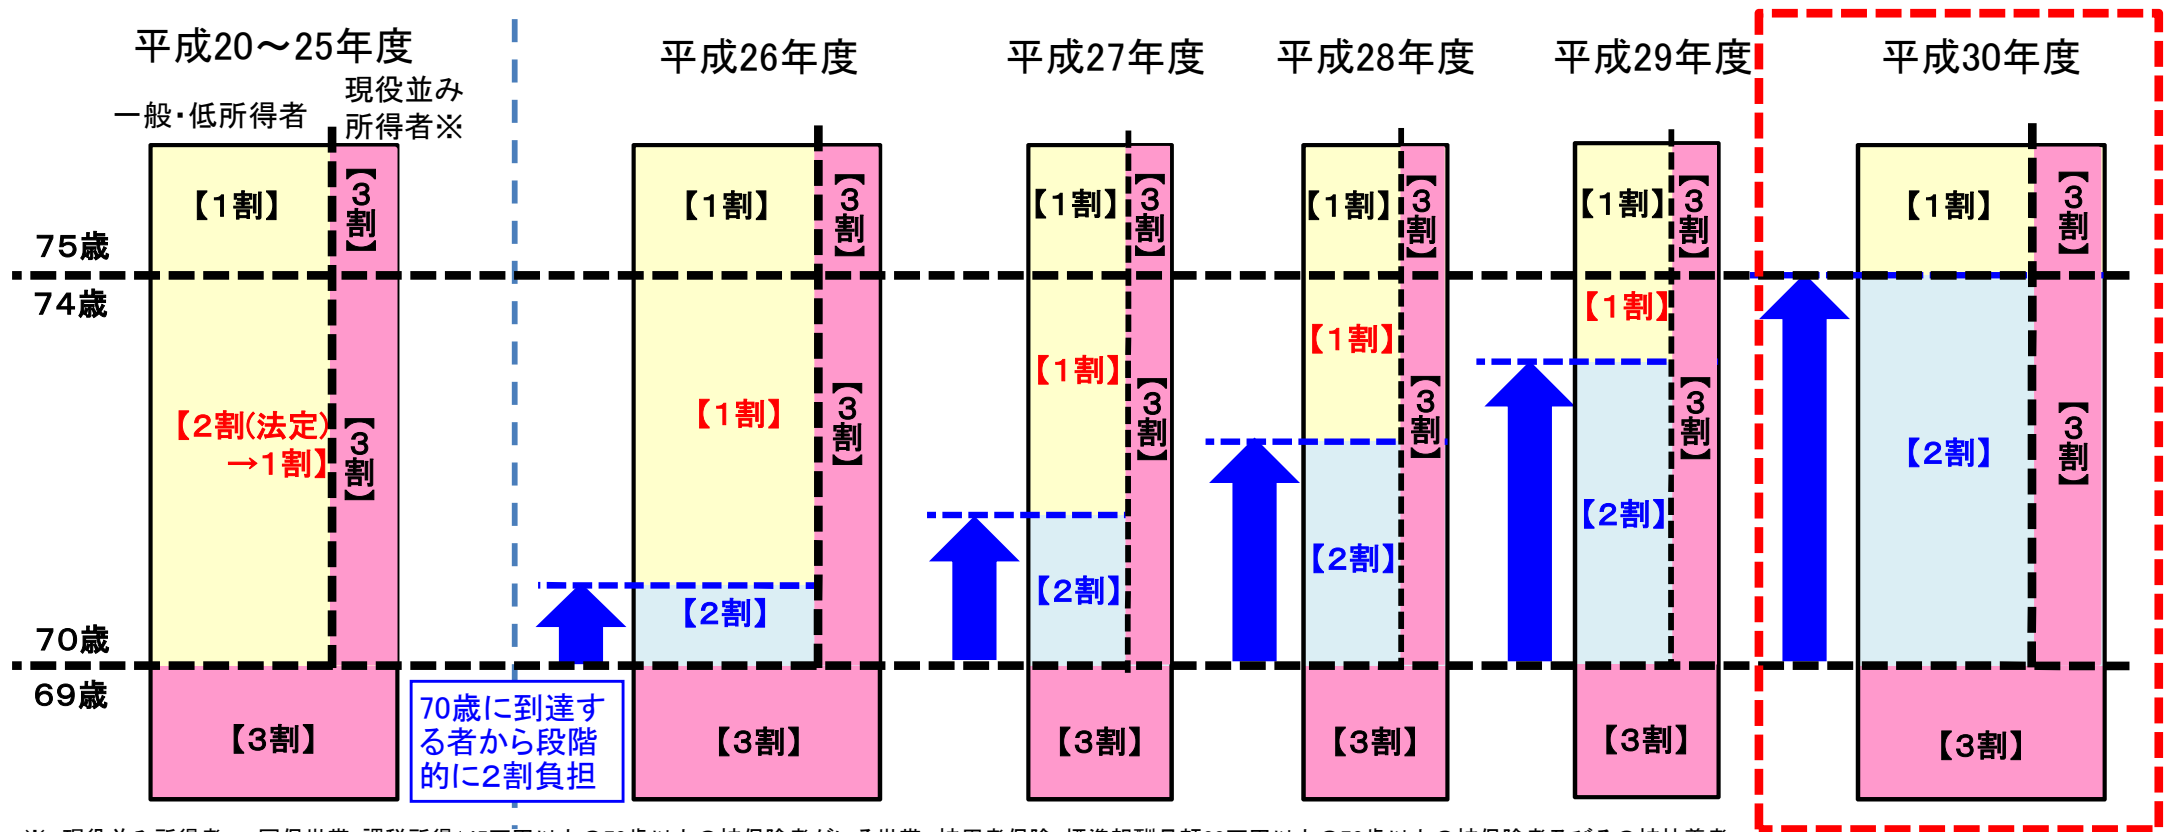 平成20～25年度
平成26年度
平成27年度
平成28年度
平成29年度
平成30年度
一般・低所得者
現役並み
所得者※
【1割】
【3割】
【1割】
【3割】
【1割】
【3割】
【1割】
【3割】
【1割】
【3割】
【1割】
【3割】
75歳
74歳
【2割(法定)
→1割】
【3割】
【1割】
【3割】
【2割】
【1割】
【3割】
【2割】
【1割】
【3割】
【2割】
【1割】
【3割】
【2割】
【2割】
【3割】
70歳
69歳
70歳に到達す
る者から段階
的に2割負担
【3割】
【3割】
【3割】
【3割】
【3割】
【3割】